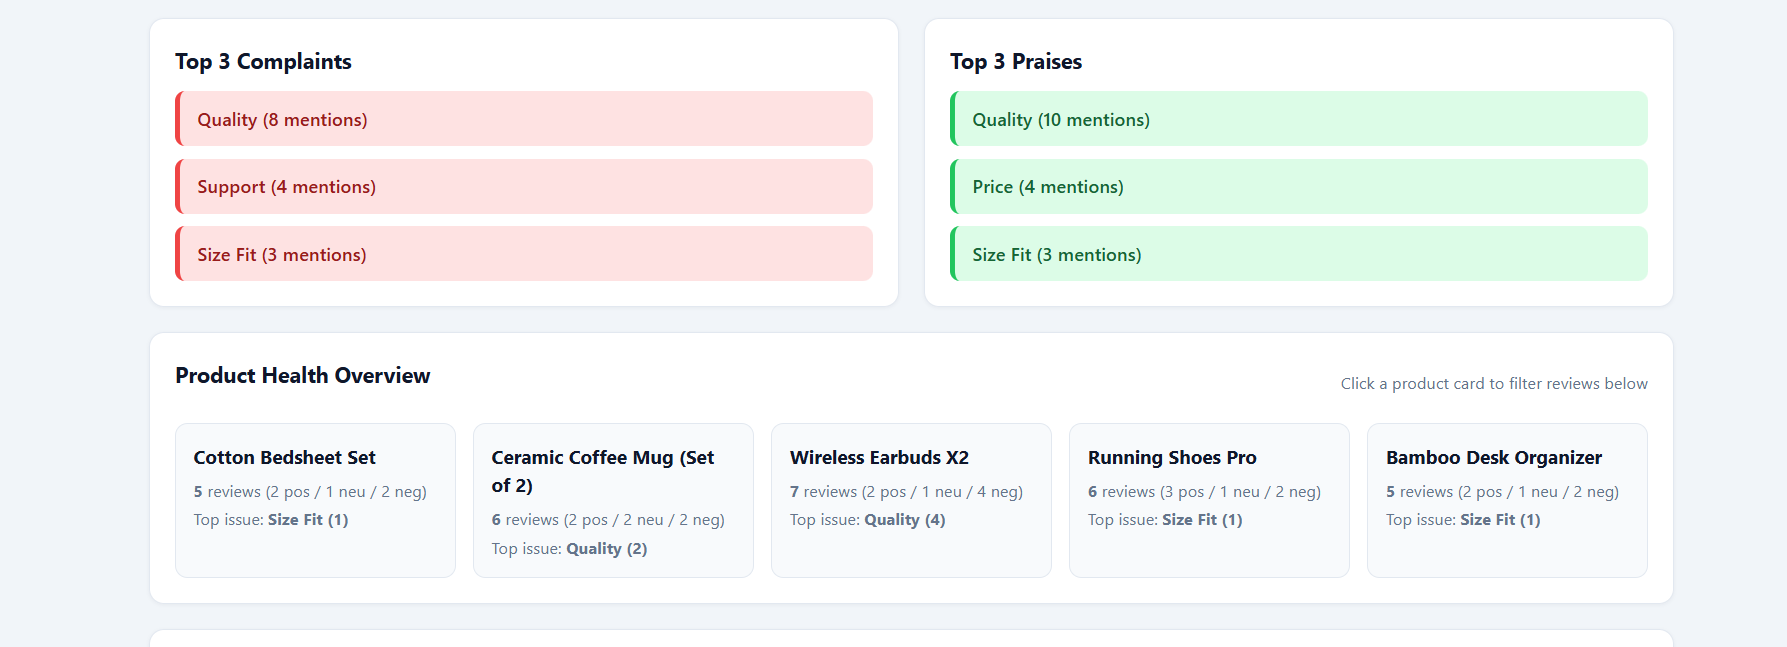 Top 3 Complaints
Quality (8 mentions)
Support (4 mentions)
Size Fit (3 mentions)
Top 3 Praises
Quality (10 mentions)
Price (4 mentions)
Size Fit (3 mentions)
Product Health Overview
Click a product card to filter reviews below
Cotton Bedsheet Set
5 reviews (2 pos / 1 neu / 2 neg)
Top issue: Size Fit (1)
Ceramic Coffee Mug (Set
of 2)
6 reviews (2 pos / 2 neu / 2 neg)
Top issue: Quality (2)
Wireless Earbuds X2
7 reviews (2 pos / 1 neu / 4 neg)
Top issue: Quality (4)
Running Shoes Pro
6 reviews (3 pos / 1 neu / 2 neg)
Top issue: Size Fit (1)
Bamboo Desk Organizer
5 reviews (2 pos / 1 neu / 2 neg)
Top issue: Size Fit (1)